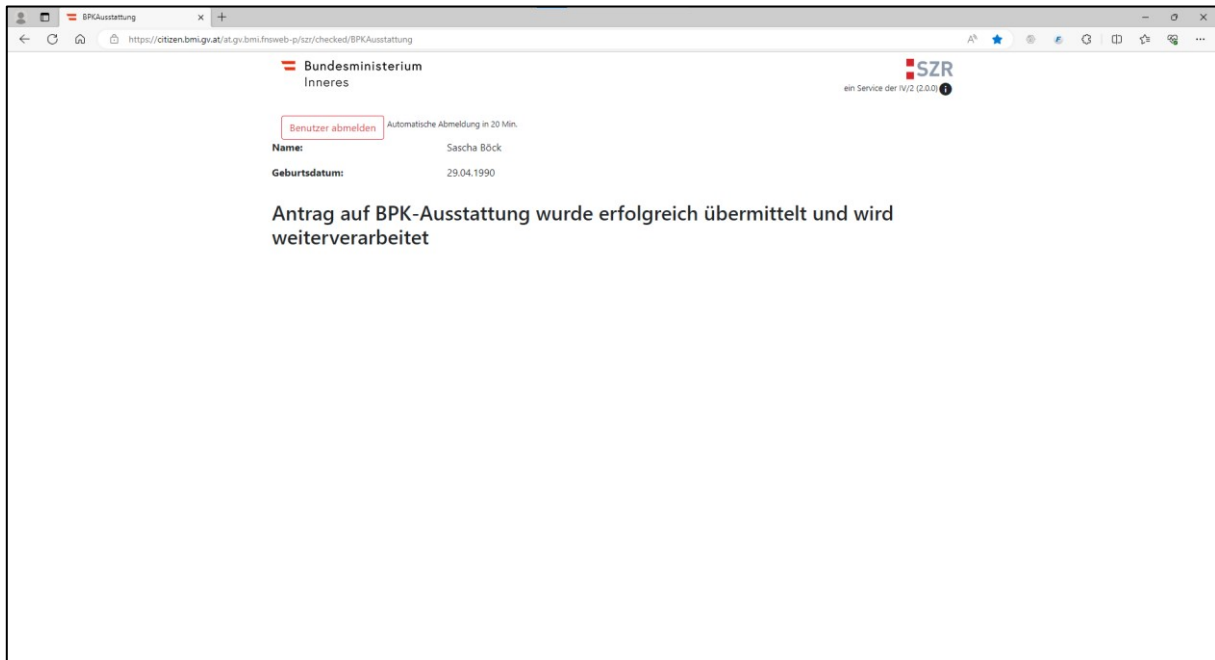 BPKAusstattung
https://citizen.bmi.gv.at/at.gv.bmi.fnsweb-p/szr/checked/BPKAusstattung
Bundesministerium
Inneres
SZR
ein Service der IV/2 (2.0.0)
Benutzer abmelden
Automatische Abmeldung in 20 Min.
Name: Sascha Böck
Geburtsdatum: 29.04.1990
Antrag auf BPK-Ausstattung wurde erfolgreich übermittelt und wird
weiterverarbeitet